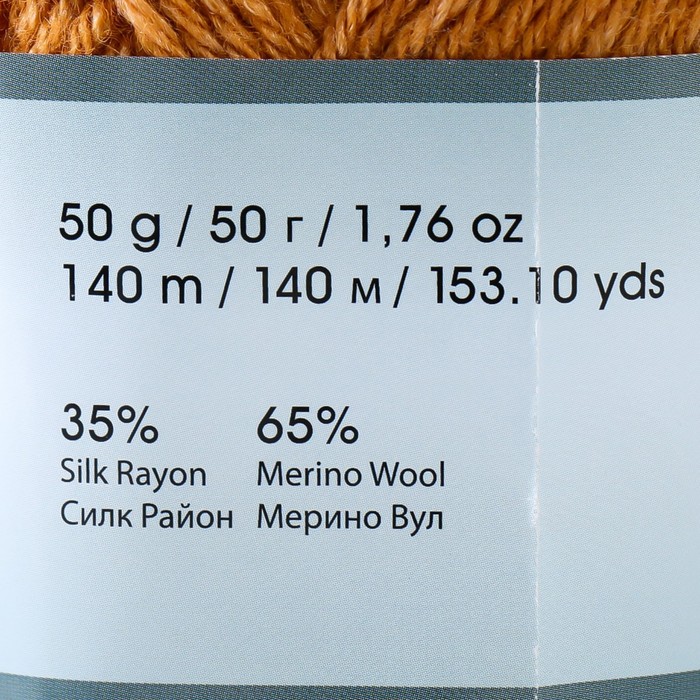 50 g / 50 г / 1,76 oz
140 m / 140 м / 153.10 yds
35% 65%
Silk Rayon Merino Wool
Силк Район Мерино Вул